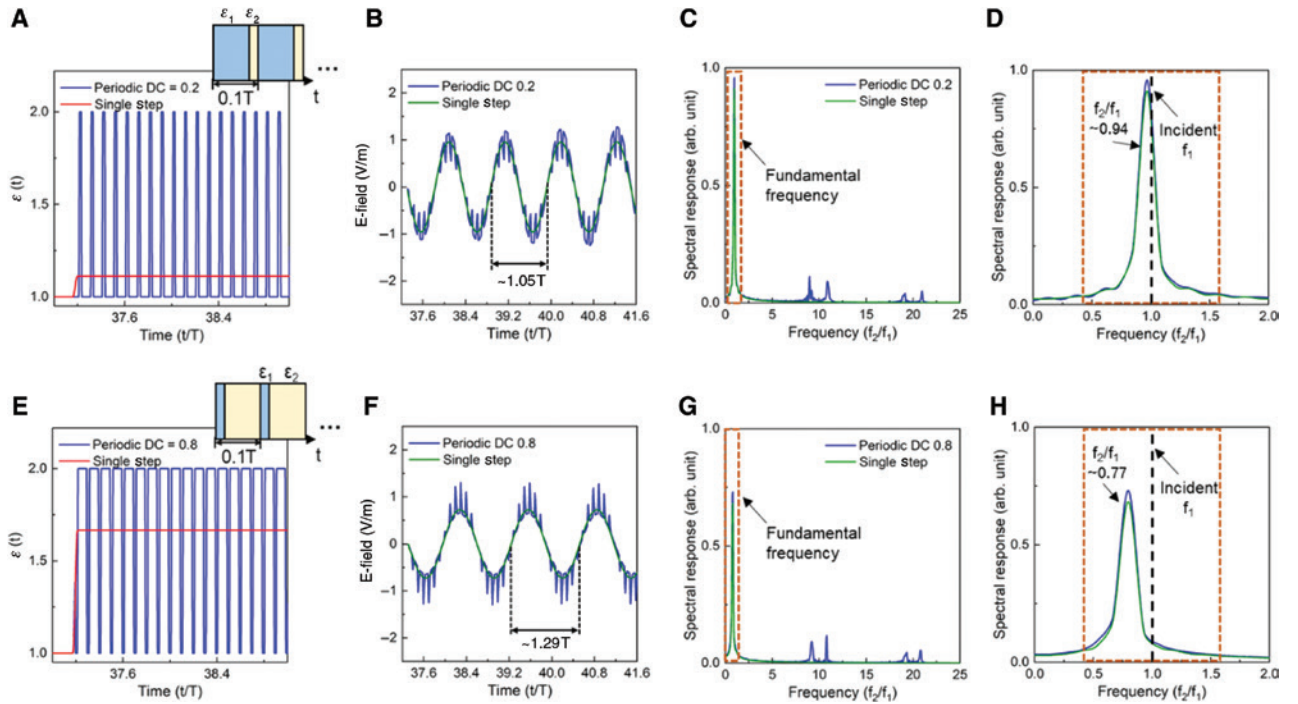 A
ε1 ε2
0.1T
t
...
Periodic DC = 0.2
Single step
2.0
1.5
1.0
ε (t)
37.6 38.4
Time (t/T)
B
Periodic DC 0.2
Single step
2
1
0
−1
−2
E-field (V/m)
~1.05T
37.6 38.4 39.2 40.0 40.8 41.6
Time (t/T)
C
Periodic DC 0.2
Single step
1.0
0.5
0.0
Spectral response (arb. unit)
Fundamental
frequency
0 5 10 15 20 25
Frequency (f2/f1)
D
1.0
0.5
0.0
Spectral response (arb. unit)
f2/f1
~0.94
Incident
f1
0.0 0.5 1.0 1.5 2.0
Frequency (f2/f1)
E
ε1 ε2
0.1T
t
...
Periodic DC = 0.8
Single step
2.0
1.5
1.0
ε (t)
37.6 38.4
Time (t/T)
F
Periodic DC 0.8
Single step
2
1
0
−1
−2
E-field (V/m)
~1.29T
37.6 38.4 39.2 40.0 40.8 41.6
Time (t/T)
G
Periodic DC 0.8
Single step
1.0
0.5
0.0
Spectral response (arb. unit)
Fundamental
frequency
0 5 10 15 20 25
Frequency (f2/f1)
H
1.0
0.5
0.0
Spectral response (arb. unit)
f2/f1
~0.77
Incident
f1
0.0 0.5 1.0 1.5 2.0
Frequency (f2/f1)